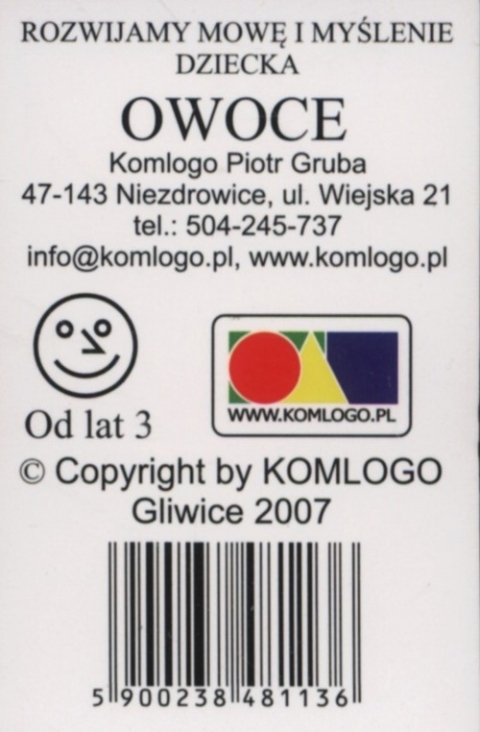 ROZWIJAMY MOWĘ I MYŚLENIE
DZIECKA
OWOCE
Komlogo Piotr Gruba
47-143 Niezdrowice, ul. Wiejska 21
tel.: 504-245-737
info@komlogo.pl, www.komlogo.pl
WWW.KOMLOGO.PL
Od lat 3
© Copyright by KOMLOGO
Gliwice 2007
5 900238 481136